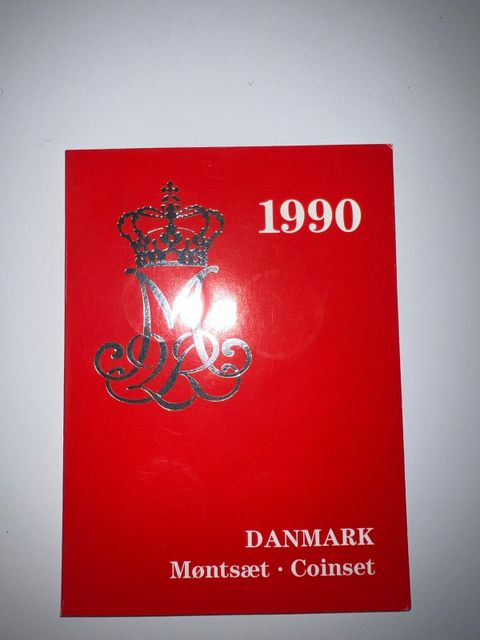 1990
DANMARK
Møntsæt · Coinset